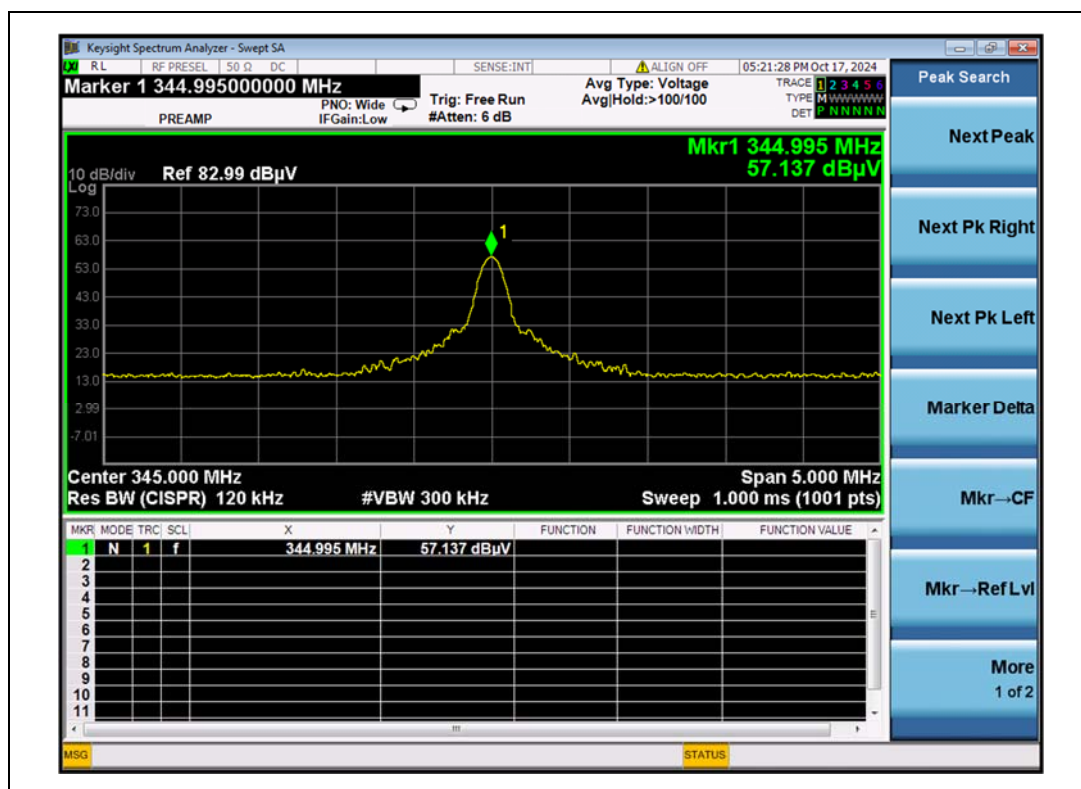 Keysight Spectrum Analyzer - Swept SA
LXI RL RF PRESEL 50 Ω DC SENSE:INT ALIGN OFF 05:21:28 PM Oct 17, 2024
Marker 1 344.995000000 MHz
PREAMP
PNO: Wide
IFGain:Low
Trig: Free Run
#Atten: 6 dB
Avg Type: Voltage
Avg|Hold:>100/100
TRACE 1 2 3 4 5 6
TYPE M W W W W W
DET P N N N N N
Mkr1 344.995 MHz
57.137 dBµV
10 dB/div Ref 82.99 dBµV
Log
73.0
1
63.0
53.0
43.0
33.0
23.0
13.0
2.99
-7.01
Center 345.000 MHz Span 5.000 MHz
Res BW (CISPR) 120 kHz #VBW 300 kHz Sweep 1.000 ms (1001 pts)
MKR MODE TRC SCL X Y FUNCTION FUNCTION WIDTH FUNCTION VALUE
1 N 1 f 344.995 MHz 57.137 dBµV
2
3
4
5
6
7
8
9
10
11
MSG STATUS
Peak Search
Next Peak
Next Pk Right
Next Pk Left
Marker Delta
Mkr→CF
Mkr→Ref Lvl
More
1 of 2